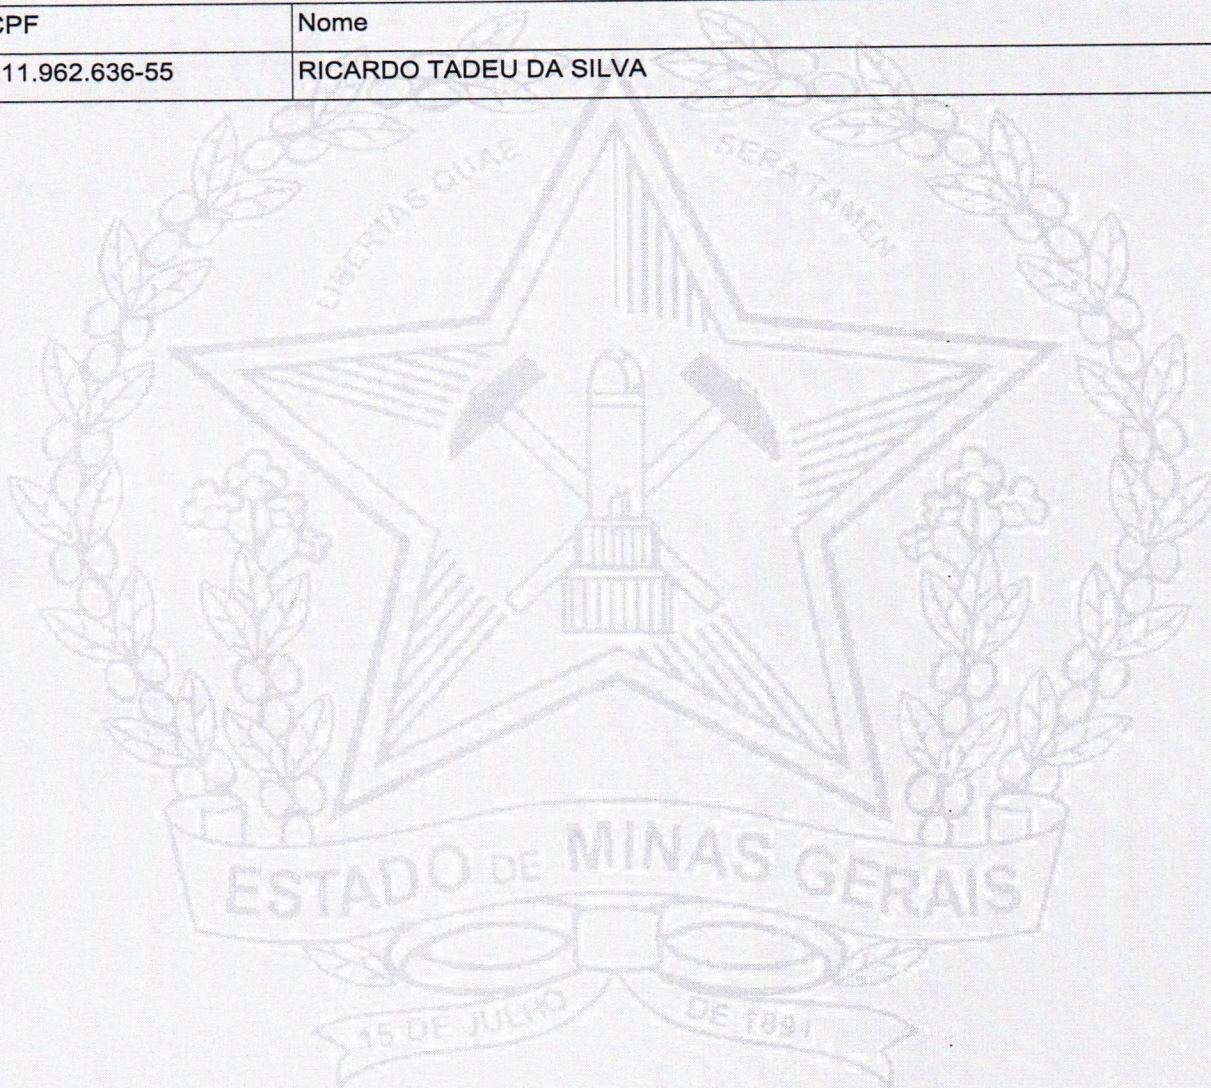 CPF Nome
11.962.636-55 RICARDO TADEU DA SILVA
LIBERTAS QUAE SERA TAMEN
ESTADO DE MINAS GERAIS
15 DE JULHO DE 1891